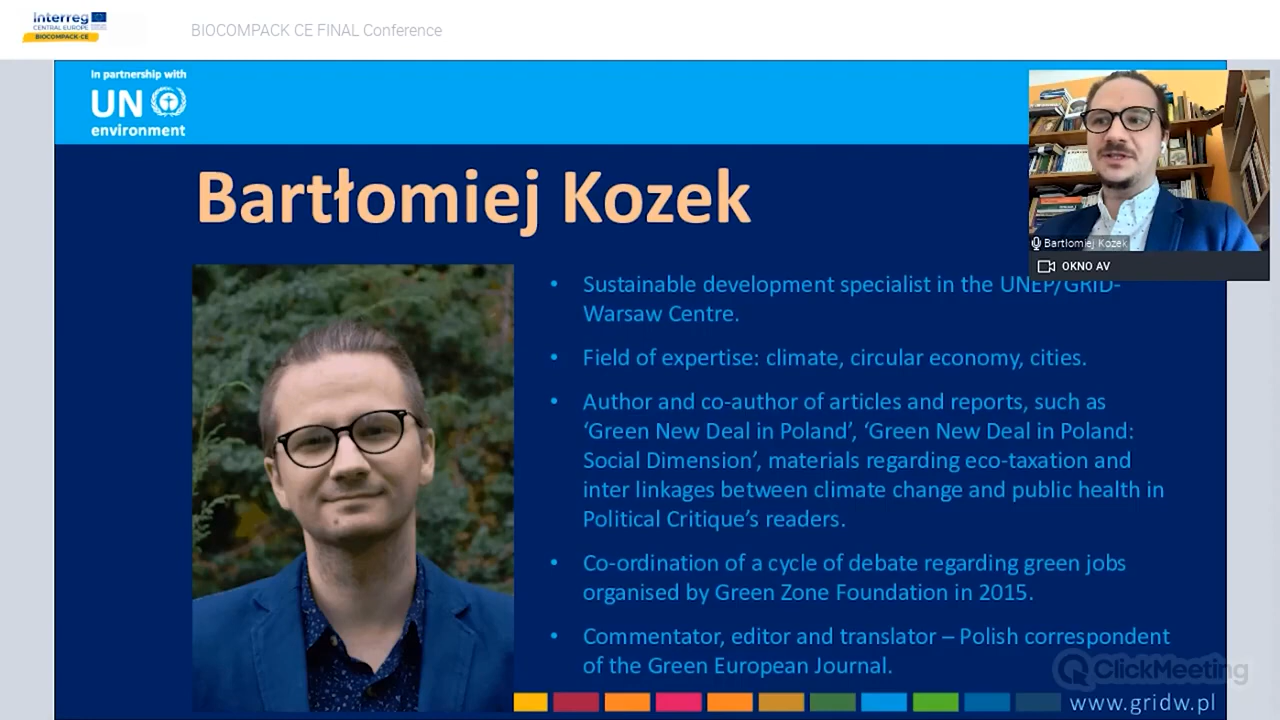 Interreg
CENTRAL EUROPE
BIOCOMPACK-CE
BIOCOMPACK CE FINAL Conference
In partnership with
UN
environment
Bartłomiej Kozek
Bartłomiej Kozek
OKNO AV
• Sustainable development specialist in the UNEP/GRID-
Warsaw Centre.
• Field of expertise: climate, circular economy, cities.
• Author and co-author of articles and reports, such as
‘Green New Deal in Poland’, ‘Green New Deal in Poland:
Social Dimension’, materials regarding eco-taxation and
inter linkages between climate change and public health in
Political Critique’s readers.
• Co-ordination of a cycle of debate regarding green jobs
organised by Green Zone Foundation in 2015.
• Commentator, editor and translator – Polish correspondent
of the Green European Journal.
ClickMeeting
www.gridw.pl